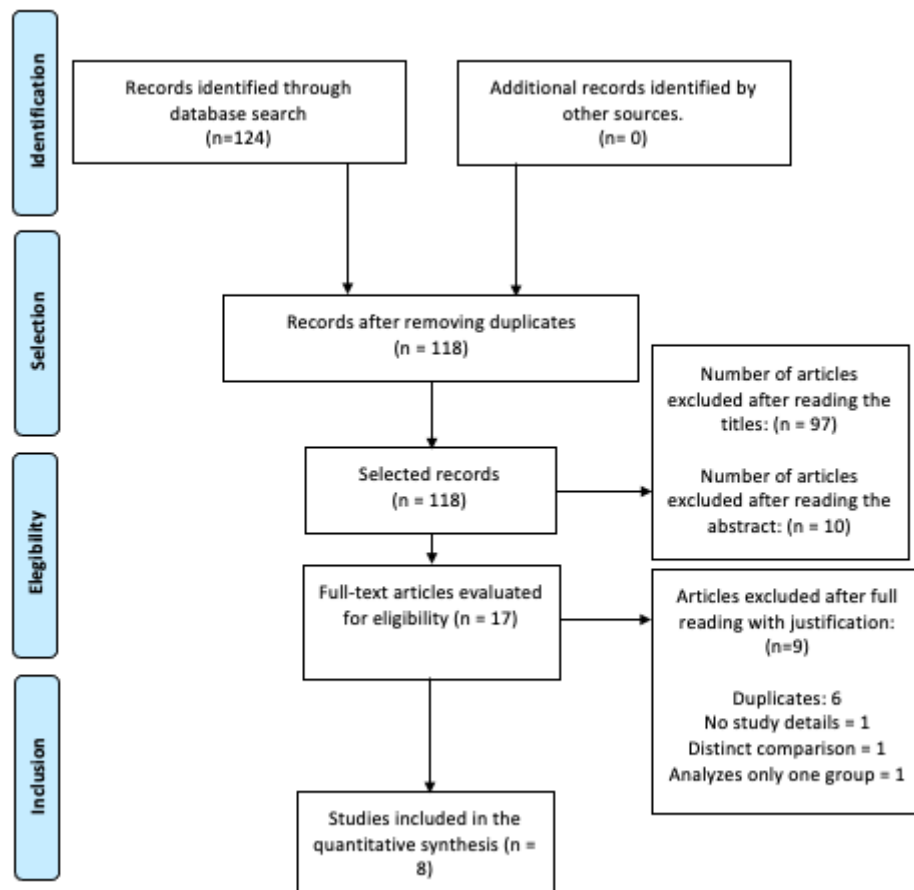 Identification
Records identified through
database search
(n=124)
Additional records identified by
other sources.
(n= 0)
Selection
Records after removing duplicates
(n = 118)
Number of articles
excluded after reading the
titles: (n = 97)
Number of articles
excluded after reading the
abstract: (n = 10)
Elegibility
Selected records
(n = 118)
Full-text articles evaluated
for eligibility (n = 17)
Articles excluded after full
reading with justification:
(n=9)
Duplicates: 6
No study details = 1
Distinct comparison = 1
Analyzes only one group = 1
Inclusion
Studies included in the
quantitative synthesis (n =
8)